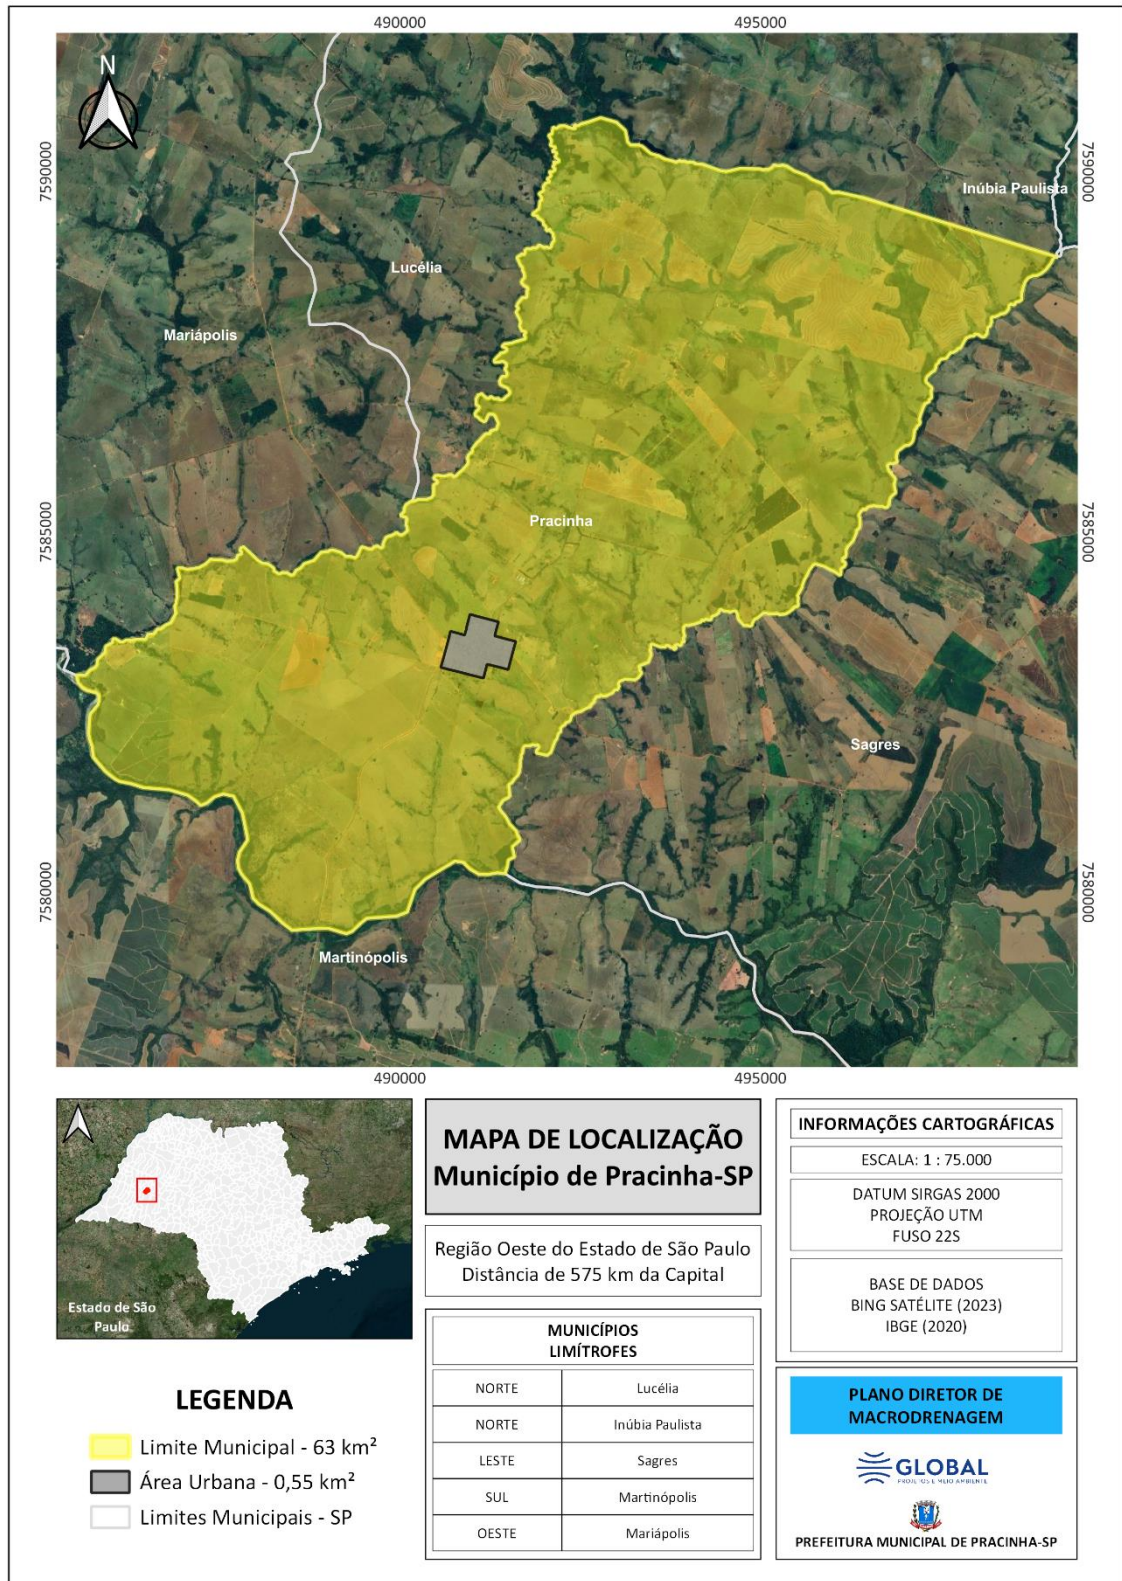 490000
495000
N
7590000
7590000
Inúbia Paulista
Lucélia
Mariápolis
Pracinha
7585000
7585000
Sagres
7580000
7580000
Martinópolis
490000
495000
Estado de São
Paulo
LEGENDA
Limite Municipal - 63 km²
Área Urbana - 0,55 km²
Limites Municipais - SP
MAPA DE LOCALIZAÇÃO
Município de Pracinha-SP
Região Oeste do Estado de São Paulo
Distância de 575 km da Capital
MUNICÍPIOS
LIMÍTROFES
NORTE Lucélia
NORTE Inúbia Paulista
LESTE Sagres
SUL Martinópolis
OESTE Mariápolis
INFORMAÇÕES CARTOGRÁFICAS
ESCALA: 1 : 75.000
DATUM SIRGAS 2000
PROJEÇÃO UTM
FUSO 22S
BASE DE DADOS
BING SATÉLITE (2023)
IBGE (2020)
PLANO DIRETOR DE
MACRODRENAGEM
GLOBAL
PROJETOS E MEIO AMBIENTE
PREFEITURA MUNICIPAL DE PRACINHA-SP